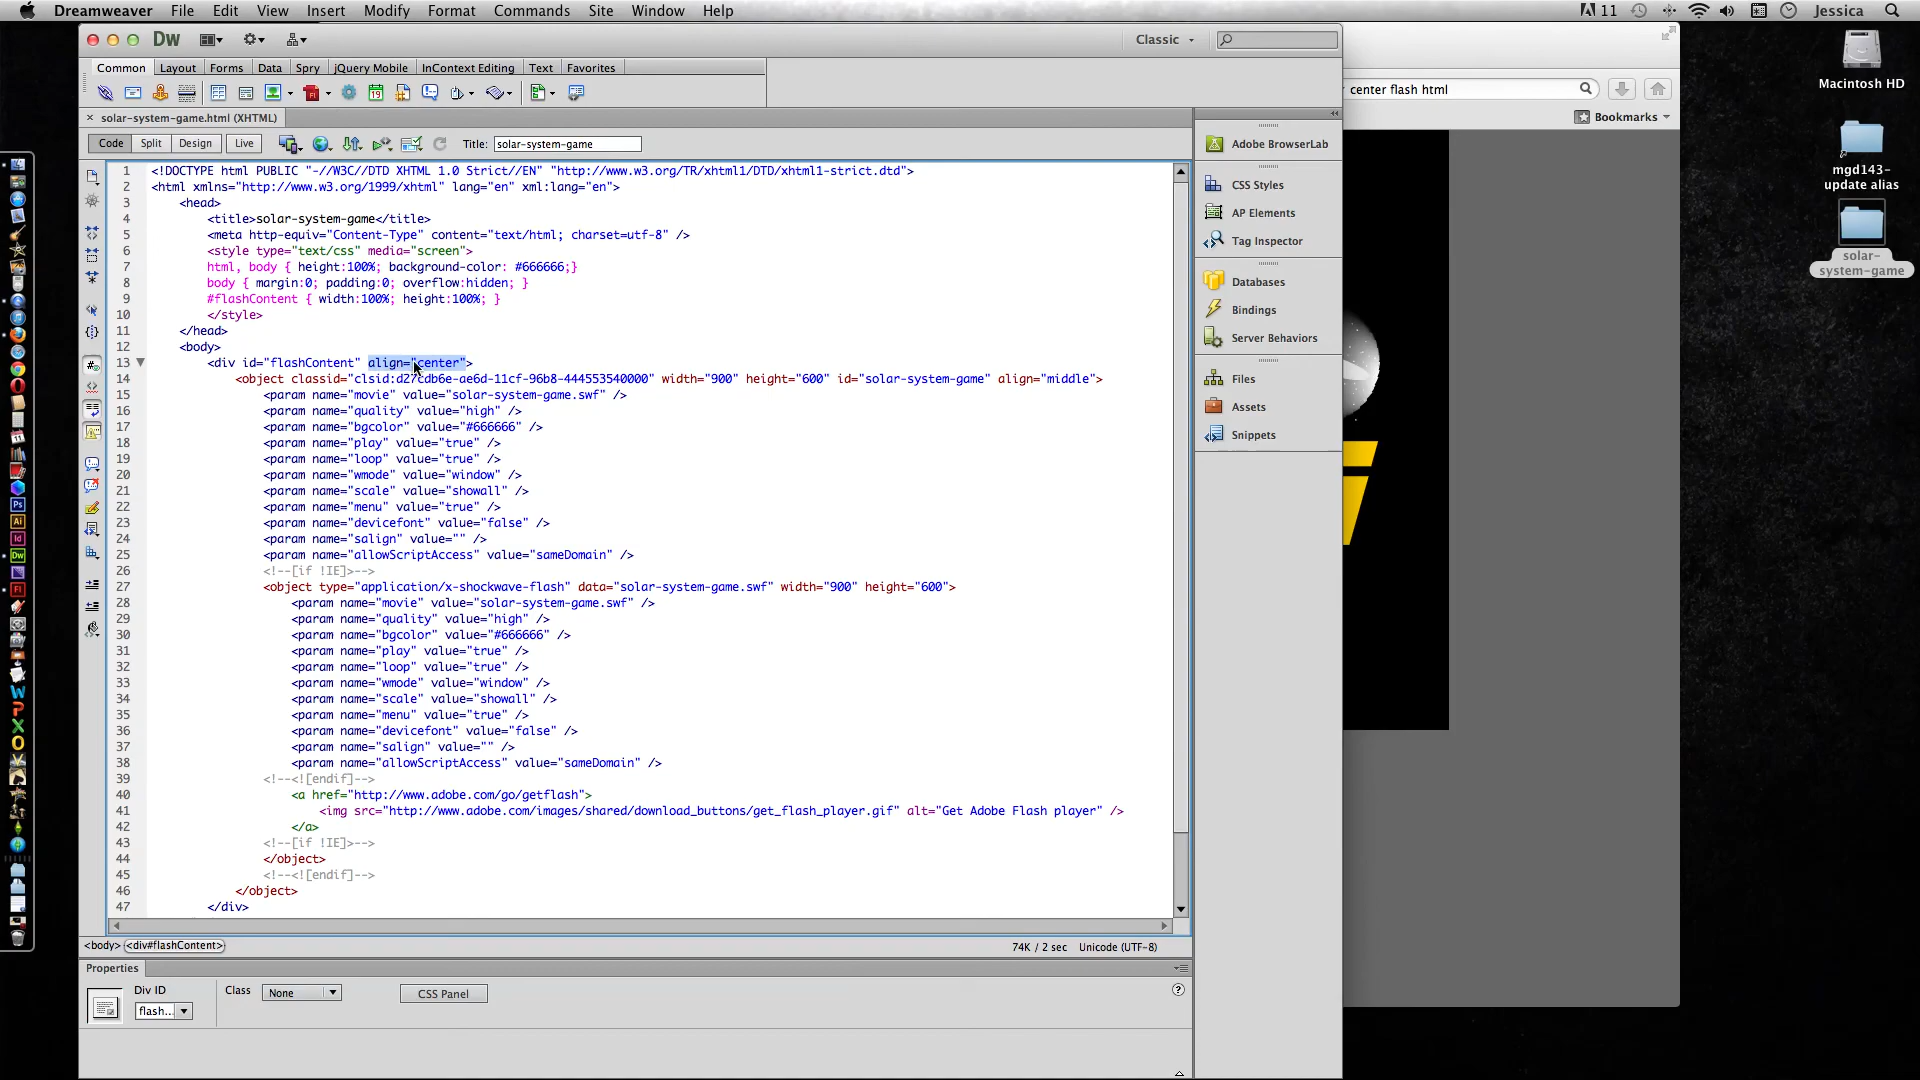 Dreamweaver File Edit View Insert Modify Format Commands Site Window Help 11 Jessica
Dw Classic
Common Layout Forms Data Spry jQuery Mobile InContext Editing Text Favorites
center flash html
Bookmarks
Macintosh HD
mgd143-
update alias
solar-
system-game
solar-system-game.html (XHTML)
Code Split Design Live Title: solar-system-game
1 <!DOCTYPE html PUBLIC "-//W3C//DTD XHTML 1.0 Strict//EN" "http://www.w3.org/TR/xhtml1/DTD/xhtml1-strict.dtd">
2 <html xmlns="http://www.w3.org/1999/xhtml" lang="en" xml:lang="en">
3 <head>
4 <title>solar-system-game</title>
5 <meta http-equiv="Content-Type" content="text/html; charset=utf-8" />
6 <style type="text/css" media="screen">
7 html, body { height:100%; background-color: #666666;}
8 body { margin:0; padding:0; overflow:hidden; }
9 #flashContent { width:100%; height:100%; }
10 </style>
11 </head>
12 <body>
13 <div id="flashContent" align="center">
14 <object classid="clsid:d27cdb6e-ae6d-11cf-96b8-444553540000" width="900" height="600" id="solar-system-game" align="middle">
15 <param name="movie" value="solar-system-game.swf" />
16 <param name="quality" value="high" />
17 <param name="bgcolor" value="#666666" />
18 <param name="play" value="true" />
19 <param name="loop" value="true" />
20 <param name="wmode" value="window" />
21 <param name="scale" value="showall" />
22 <param name="menu" value="true" />
23 <param name="devicefont" value="false" />
24 <param name="salign" value="" />
25 <param name="allowScriptAccess" value="sameDomain" />
26 <!--[if !IE]>-->
27 <object type="application/x-shockwave-flash" data="solar-system-game.swf" width="900" height="600">
28 <param name="movie" value="solar-system-game.swf" />
29 <param name="quality" value="high" />
30 <param name="bgcolor" value="#666666" />
31 <param name="play" value="true" />
32 <param name="loop" value="true" />
33 <param name="wmode" value="window" />
34 <param name="scale" value="showall" />
35 <param name="menu" value="true" />
36 <param name="devicefont" value="false" />
37 <param name="salign" value="" />
38 <param name="allowScriptAccess" value="sameDomain" />
39 <!--<![endif]-->
40 <a href="http://www.adobe.com/go/getflash">
41 <img src="http://www.adobe.com/images/shared/download_buttons/get_flash_player.gif" alt="Get Adobe Flash player" />
42 </a>
43 <!--[if !IE]>-->
44 </object>
45 <!--<![endif]-->
46 </object>
47 </div>
Adobe BrowserLab
CSS Styles
AP Elements
Tag Inspector
Databases
Bindings
Server Behaviors
Files
Assets
Snippets
<body> <div#flashContent> 74K / 2 sec Unicode (UTF-8)
Properties
Div ID Class None CSS Panel
flash...